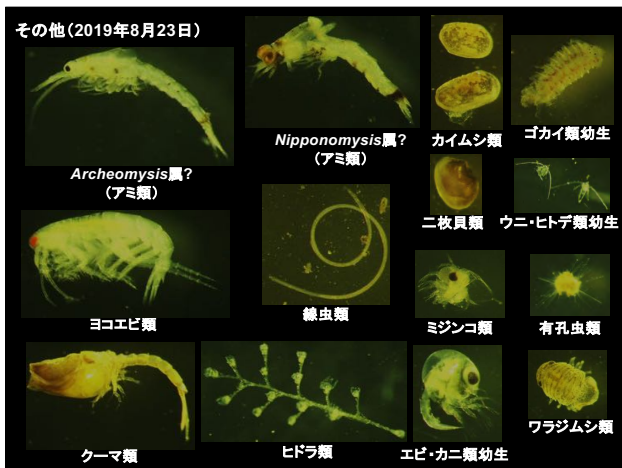 その他(2019年8月23日)
Archeomysis属?
(アミ類)
Nipponomysis属?
(アミ類)
カイムシ類
ゴカイ類幼生
二枚貝類
ウニ・ヒトデ類幼生
ヨコエビ類
線虫類
ミジンコ類
有孔虫類
クーマ類
ヒドラ類
エビ・カニ類幼生
ワラジムシ類